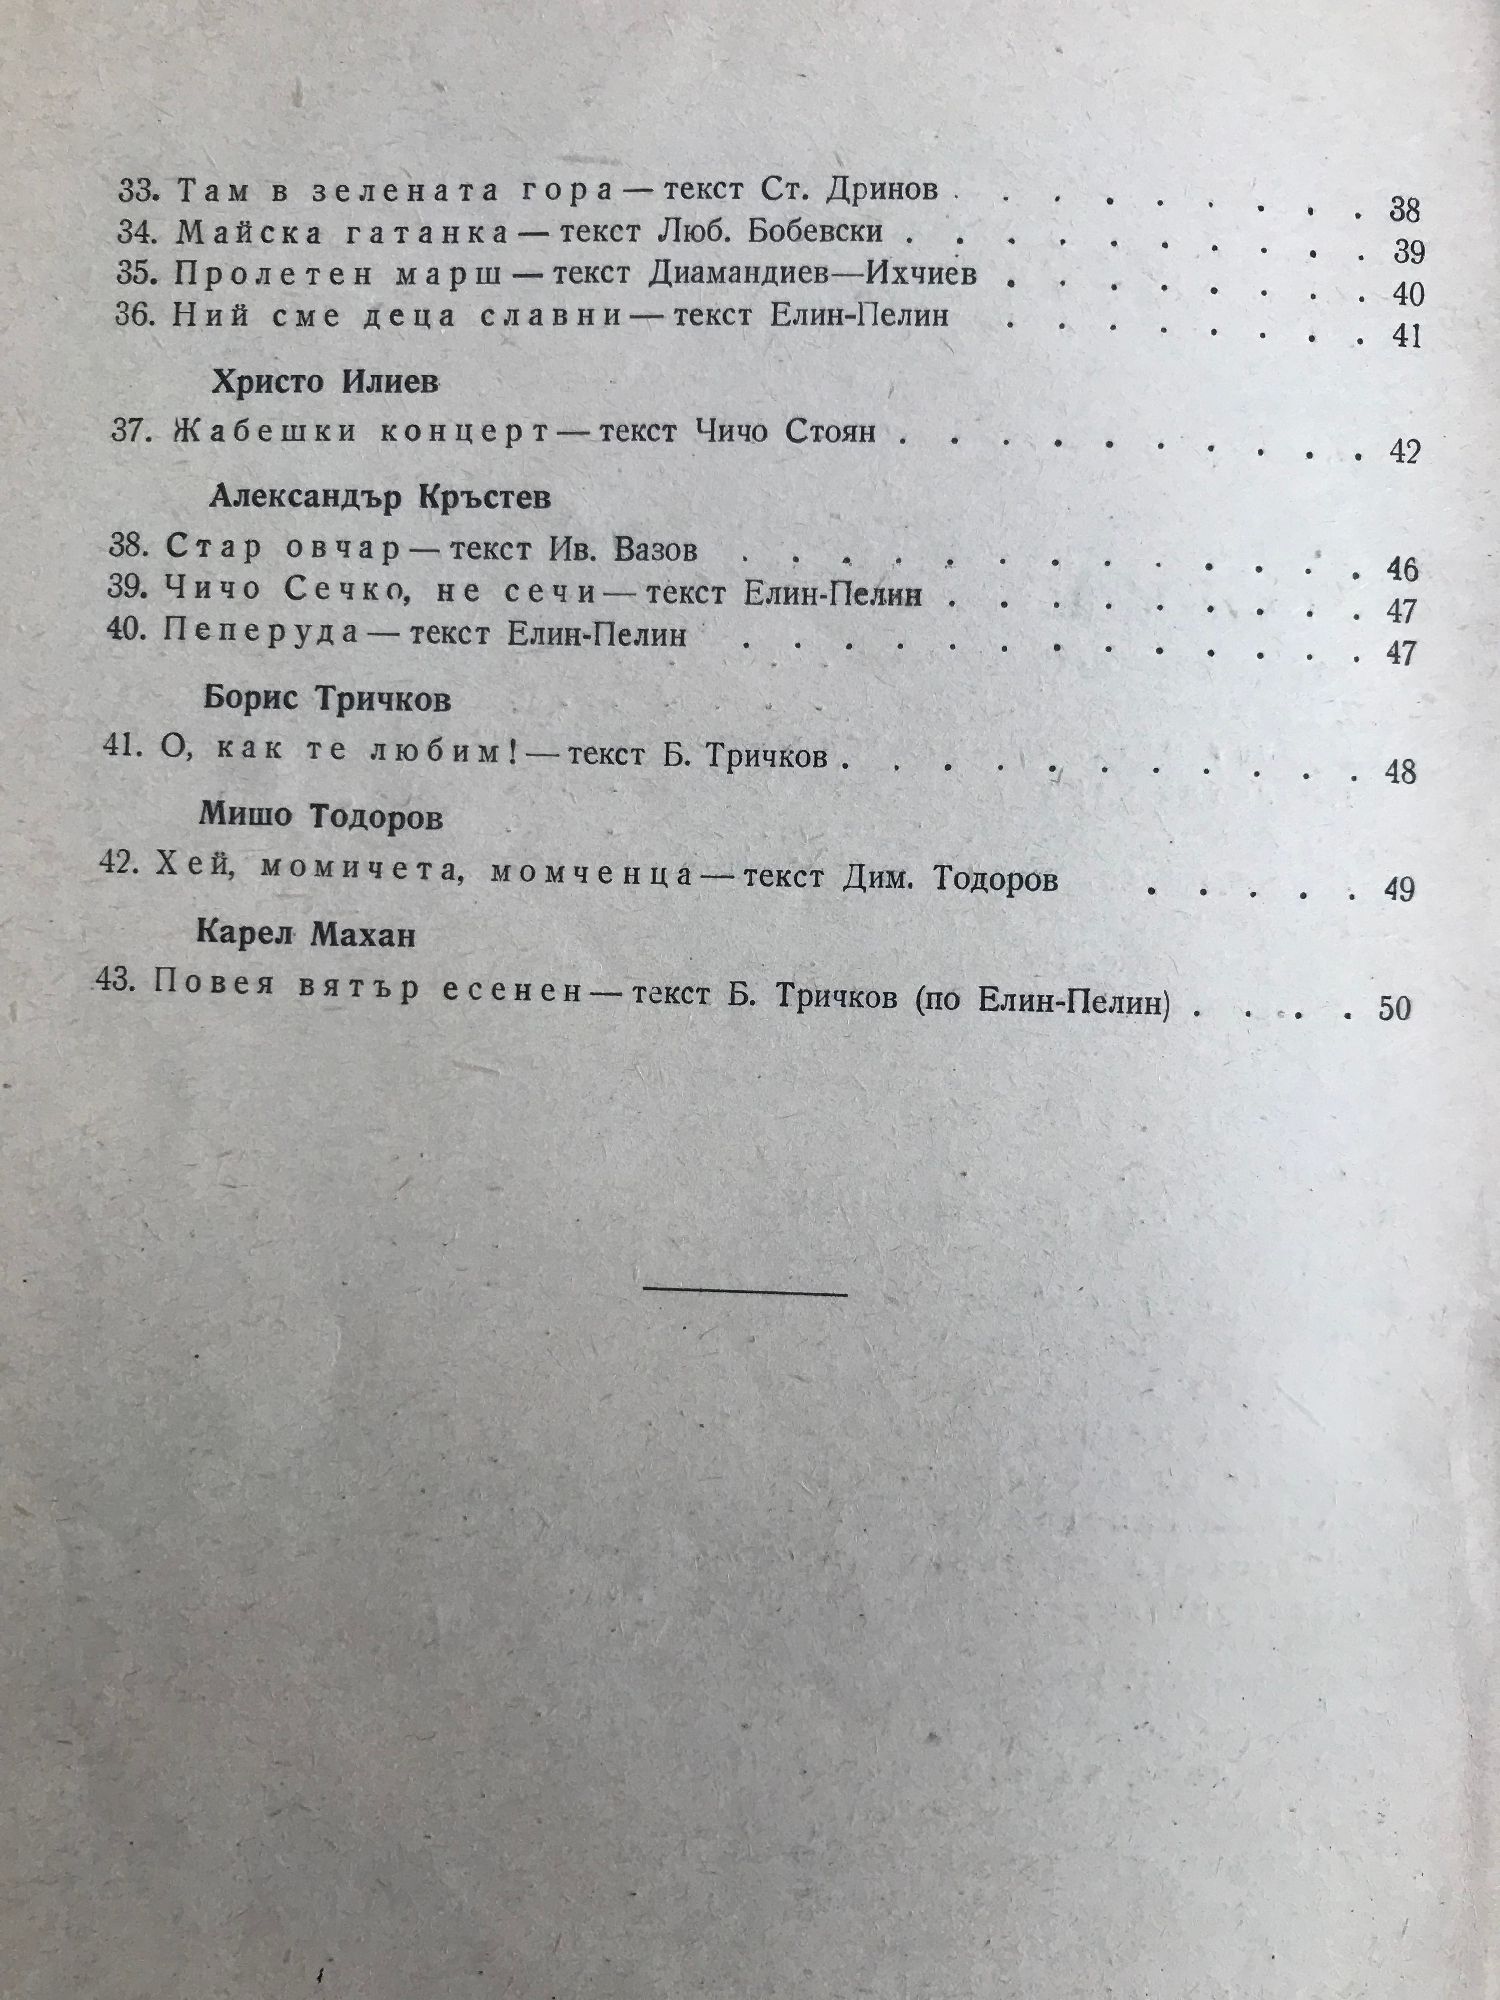 33. Там в зелената гора — текст Ст. Дринов . . . . . . . . . 38
34. Майска гатанка — текст Люб. Бобевски . . . . . . . . . . 39
35. Пролетен марш — текст Диамандиев—Ихчиев . . . . . . . . 40
36. Ний сме деца славни — текст Елин-Пелин . . . . . . . . 41
Христо Илиев
37. Жабешки концерт — текст Чичо Стоян . . . . . . . . . . 42
Александър Кръстев
38. Стар овчар — текст Ив. Вазов . . . . . . . . . . . . . 46
39. Чичо Сечко, не сечи — текст Елин-Пелин . . . . . . . . . 47
40. Пеперуда — текст Елин-Пелин . . . . . . . . . . . . . 47
Борис Тричков
41. О, как те любим! — текст Б. Тричков . . . . . . . . . . . 48
Мишо Тодоров
42. Хей, момичета, момченца — текст Дим. Тодоров . . . . . 49
Карел Махан
43. Повея вятър есенен — текст Б. Тричков (по Елин-Пелин) . . . . 50